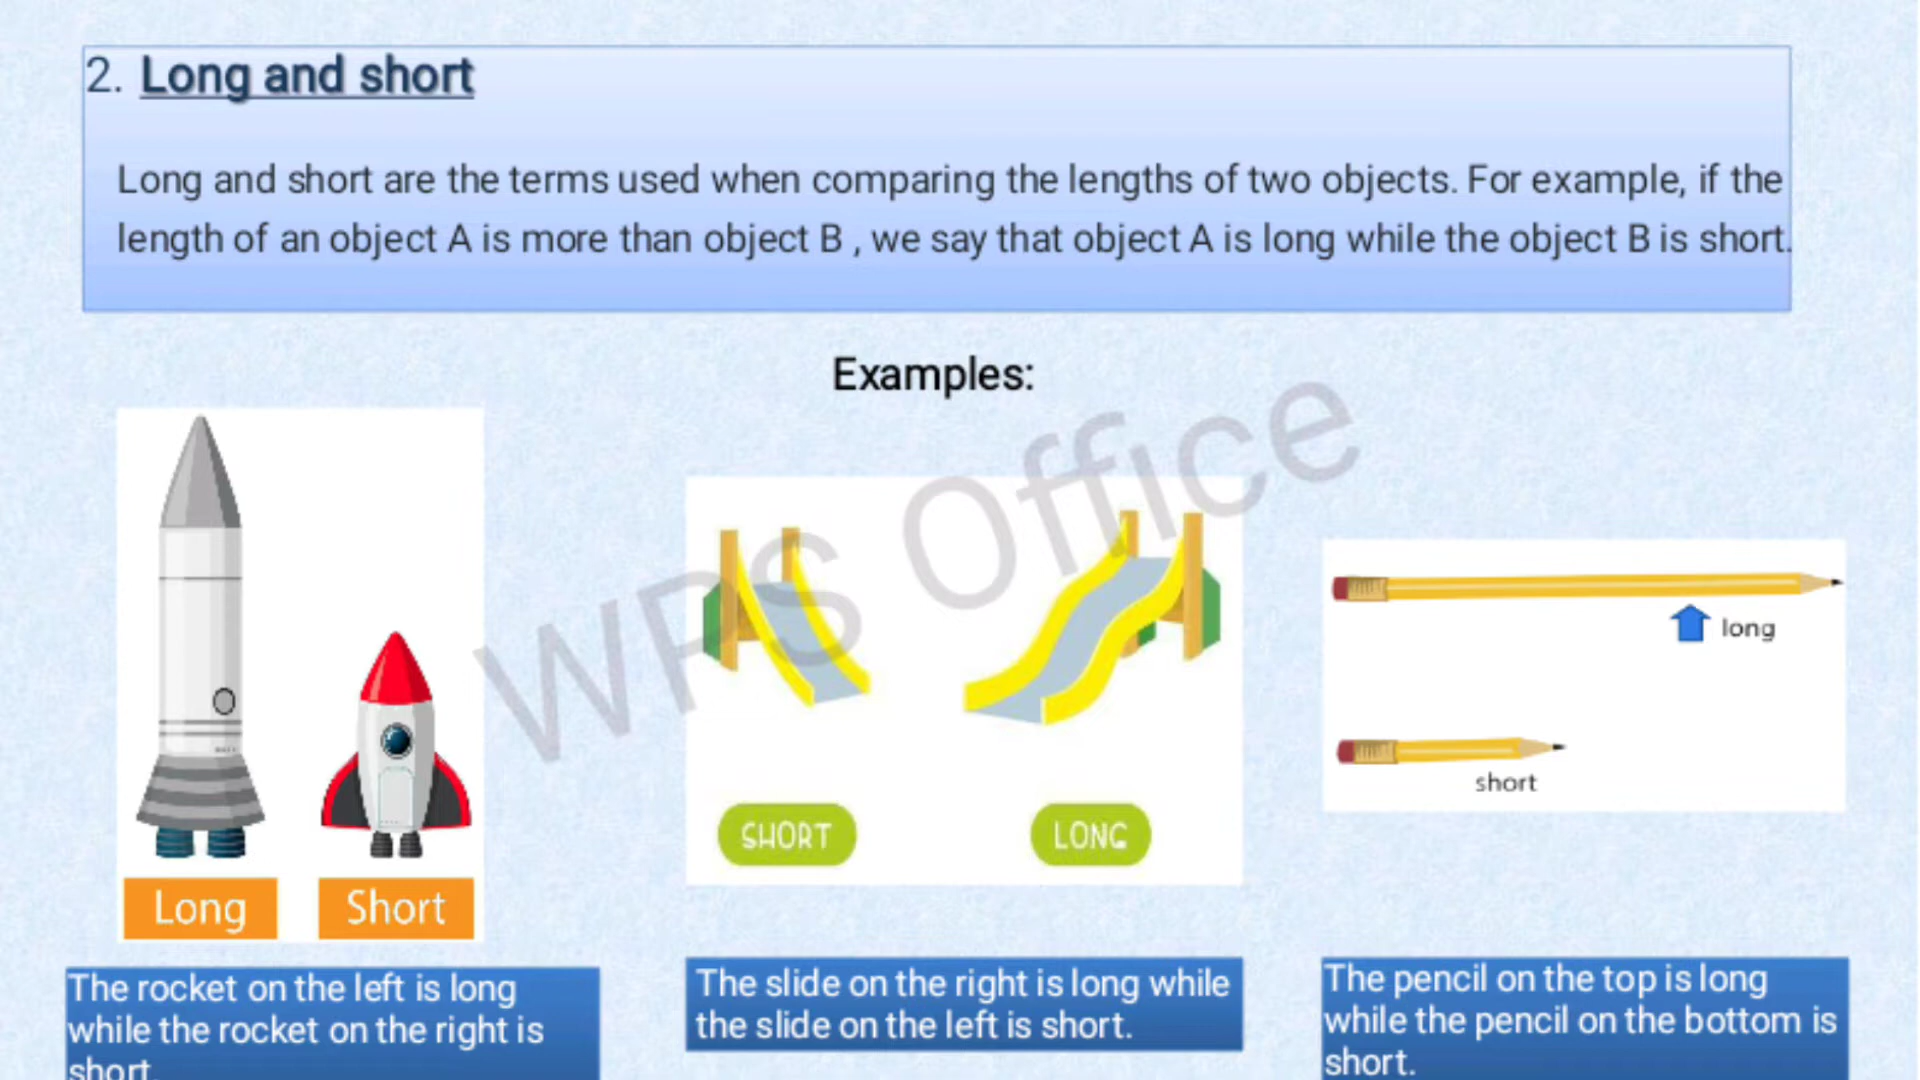 2. Long and short
Long and short are the terms used when comparing the lengths of two objects. For example, if the
length of an object A is more than object B , we say that object A is long while the object B is short.
Examples:
WPS Office
long
short
SHORT
LONG
Long
Short
The rocket on the left is long
while the rocket on the right is
short.
The slide on the right is long while
the slide on the left is short.
The pencil on the top is long
while the pencil on the bottom is
short.